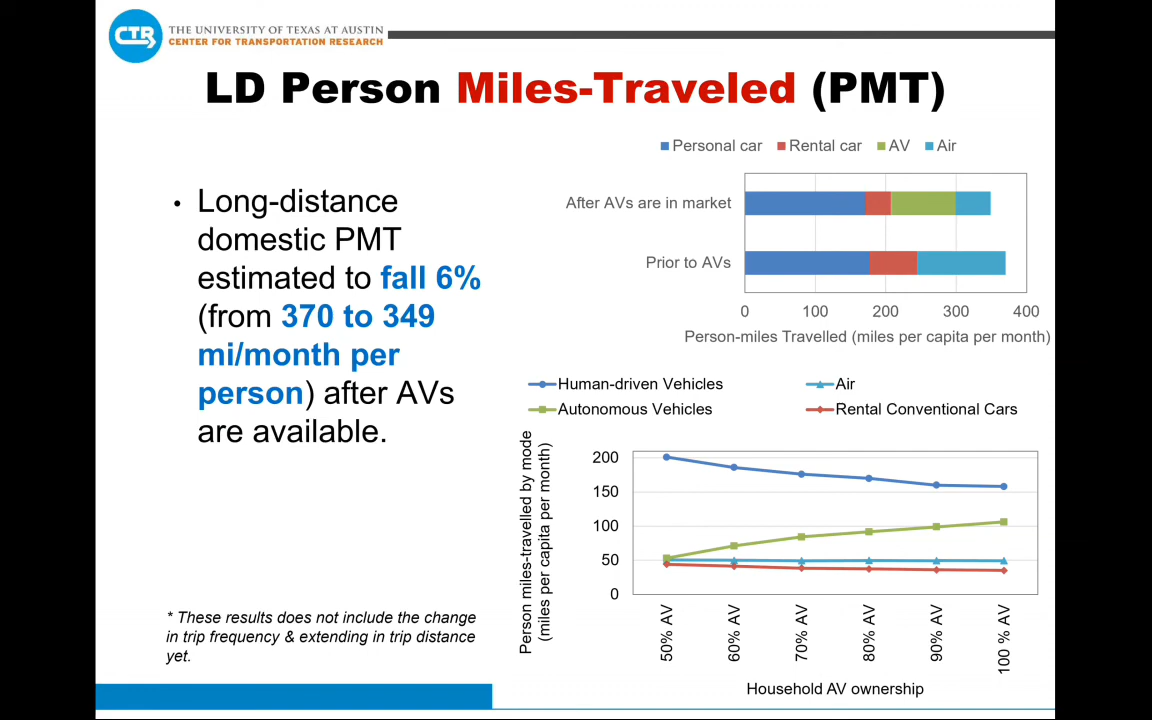 THE UNIVERSITY OF TEXAS AT AUSTIN
CENTER FOR TRANSPORTATION RESEARCH
CTR
LD Person Miles-Traveled (PMT)
• Long-distance
domestic PMT
estimated to fall 6%
(from 370 to 349
mi/month per
person) after AVs
are available.
* These results does not include the change
in trip frequency & extending in trip distance
yet.
Personal car Rental car AV Air
After AVs are in market
Prior to AVs
0 100 200 300 400
Person-miles Travelled (miles per capita per month)
Human-driven Vehicles Air
Autonomous Vehicles Rental Conventional Cars
Person miles-travelled by mode
(miles per capita per month)
200
150
100
50
0
50% AV 60% AV 70% AV 80% AV 90% AV 100 % AV
Household AV ownership